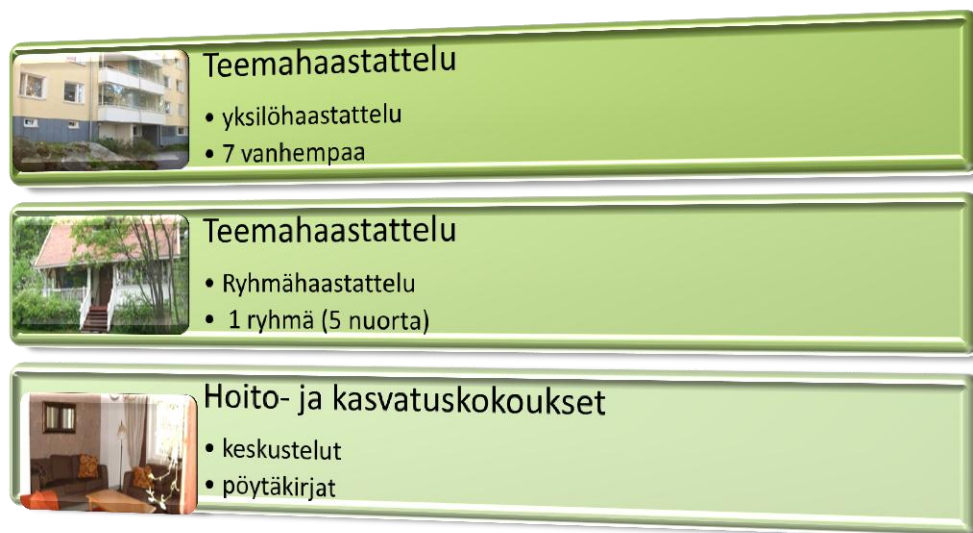 Teemahaastattelu
• yksilöhaastattelu
• 7 vanhempaa
Teemahaastattelu
• Ryhmähaastattelu
• 1 ryhmä (5 nuorta)
Hoito- ja kasvatuskokoukset
• keskustelut
• pöytäkirjat